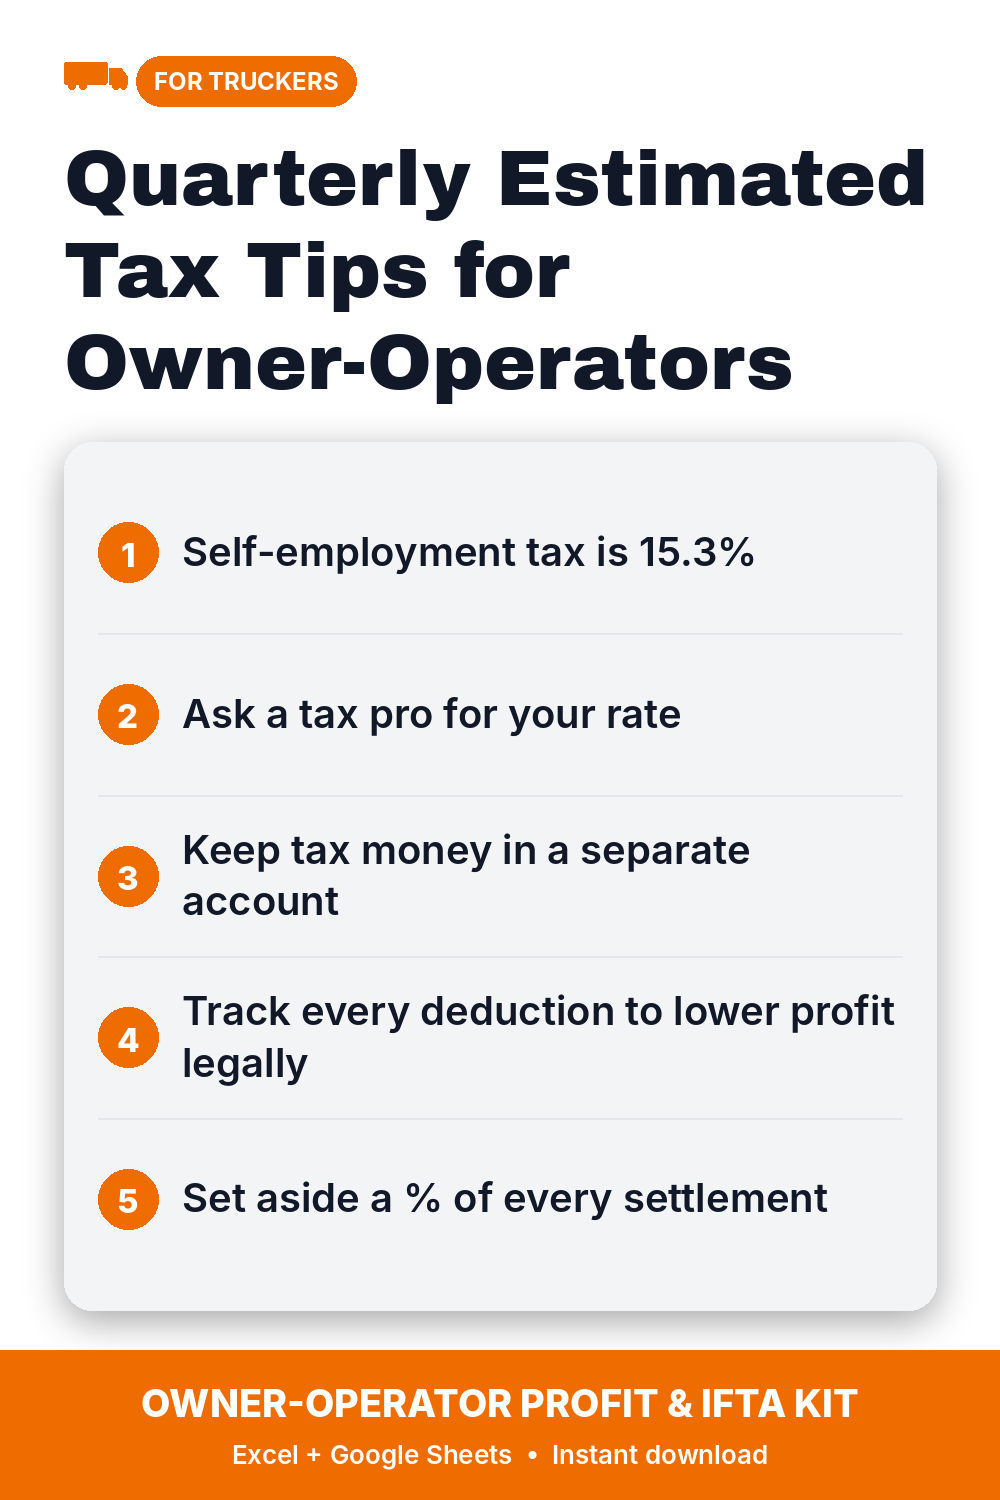 FOR TRUCKERS
Quarterly Estimated
Tax Tips for
Owner-Operators
1 Self-employment tax is 15.3%
2 Ask a tax pro for your rate
3 Keep tax money in a separate
account
4 Track every deduction to lower profit
legally
5 Set aside a % of every settlement
OWNER-OPERATOR PROFIT & IFTA KIT
Excel + Google Sheets • Instant download